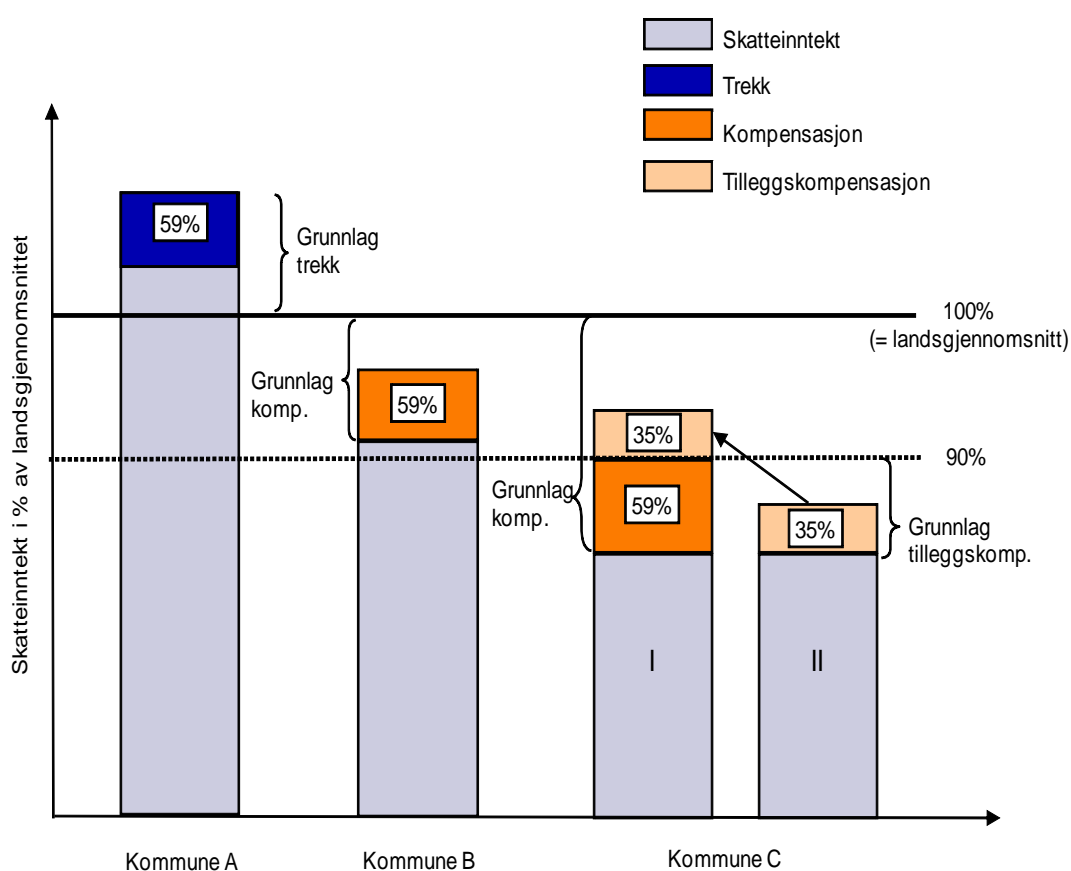 Skatteinntekt
Trekk
Kompensasjon
Tilleggskompensasjon
Skatteinntekt i % av landsgjennomsnittet
59%
Grunnlag
trekk
100%
(= landsgjennomsnitt)
Grunnlag
komp.
59%
35%
90%
Grunnlag
komp.
59%
35%
Grunnlag
tilleggskomp.
I
II
Kommune A
Kommune B
Kommune C